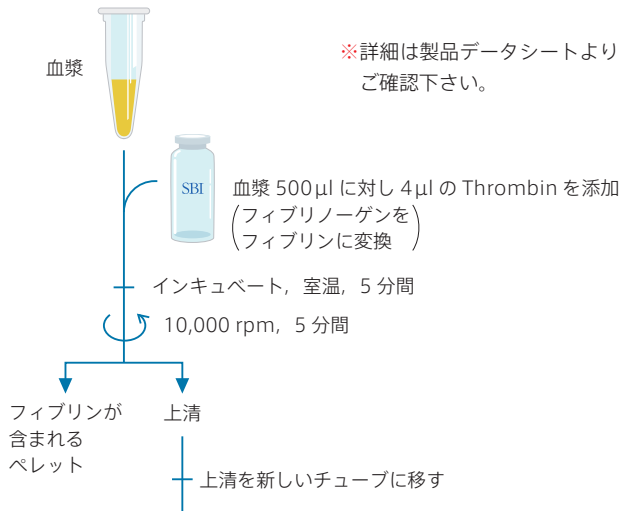 血漿
※詳細は製品データシートより
ご確認下さい。
SBI
血漿 500μl に対し 4μl の Thrombin を添加
(フィブリノーゲンを
フィブリンに変換)
インキュベート，室温，5 分間
10,000 rpm，5 分間
フィブリンが
含まれる
ペレット
上清
上清を新しいチューブに移す